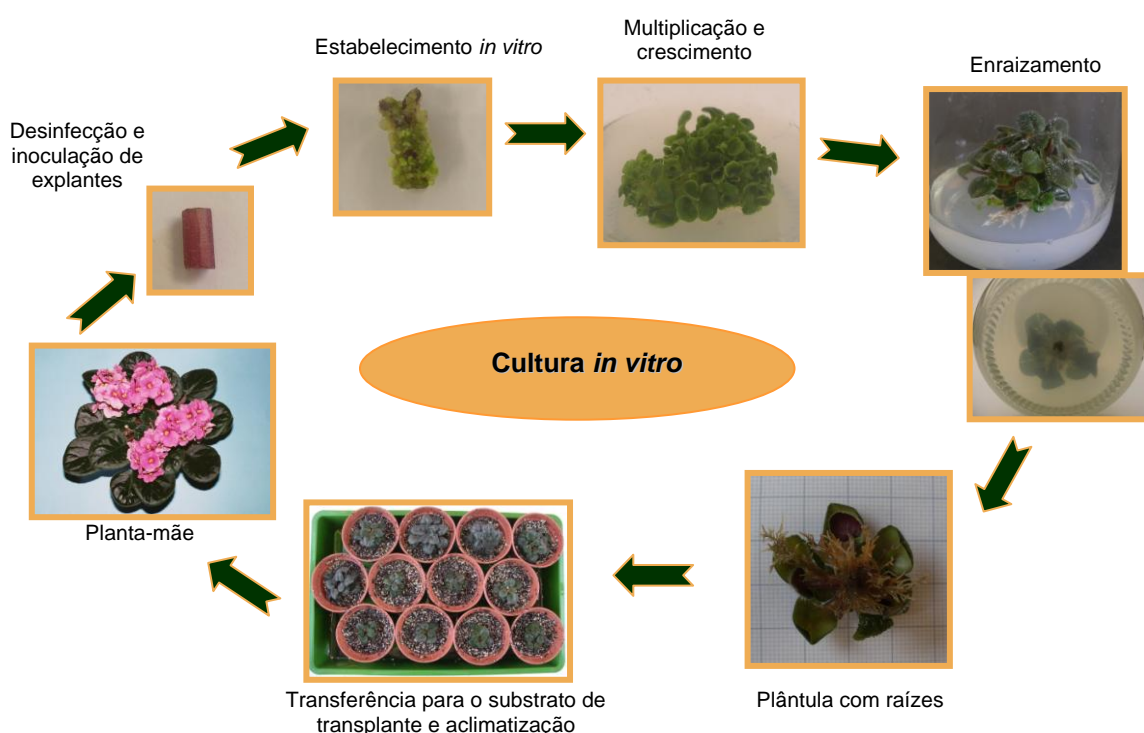 Estabelecimento in vitro
Multiplicação e
crescimento
Enraizamento
Desinfecção e
inoculação de
explantes
Cultura in vitro
Planta-mãe
Transferência para o substrato de
transplante e aclimatização
Plântula com raízes